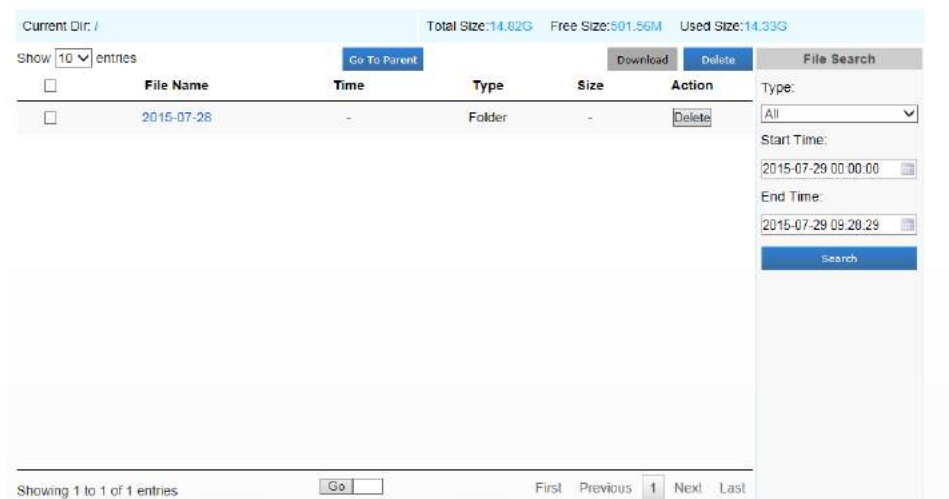 Current Dir: / Total Size:14.82G Free Size:501.56M Used Size:14.33G
Show 10 entries Go To Parent Download Delete File Search
File Name Time Type Size Action Type:
2015-07-28 - Folder - Delete All
Start Time:
2015-07-29 00:00:00
End Time:
2015-07-29 09:28:29
Search
Showing 1 to 1 of 1 entries Go First Previous 1 Next Last